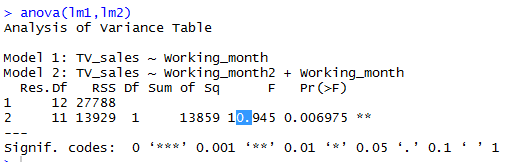 > anova(lm1,lm2)
Analysis of Variance Table
Model 1: TV_sales ~ Working_month
Model 2: TV_sales ~ Working_month2 + Working_month
Res.Df RSS Df Sum of Sq F Pr(>F)
1 12 27788
2 11 13929 1 13859 10.945 0.006975 **
---
Signif. codes: 0 ‘***’ 0.001 ‘**’ 0.01 ‘*’ 0.05 ‘.’ 0.1 ‘ ’ 1
>